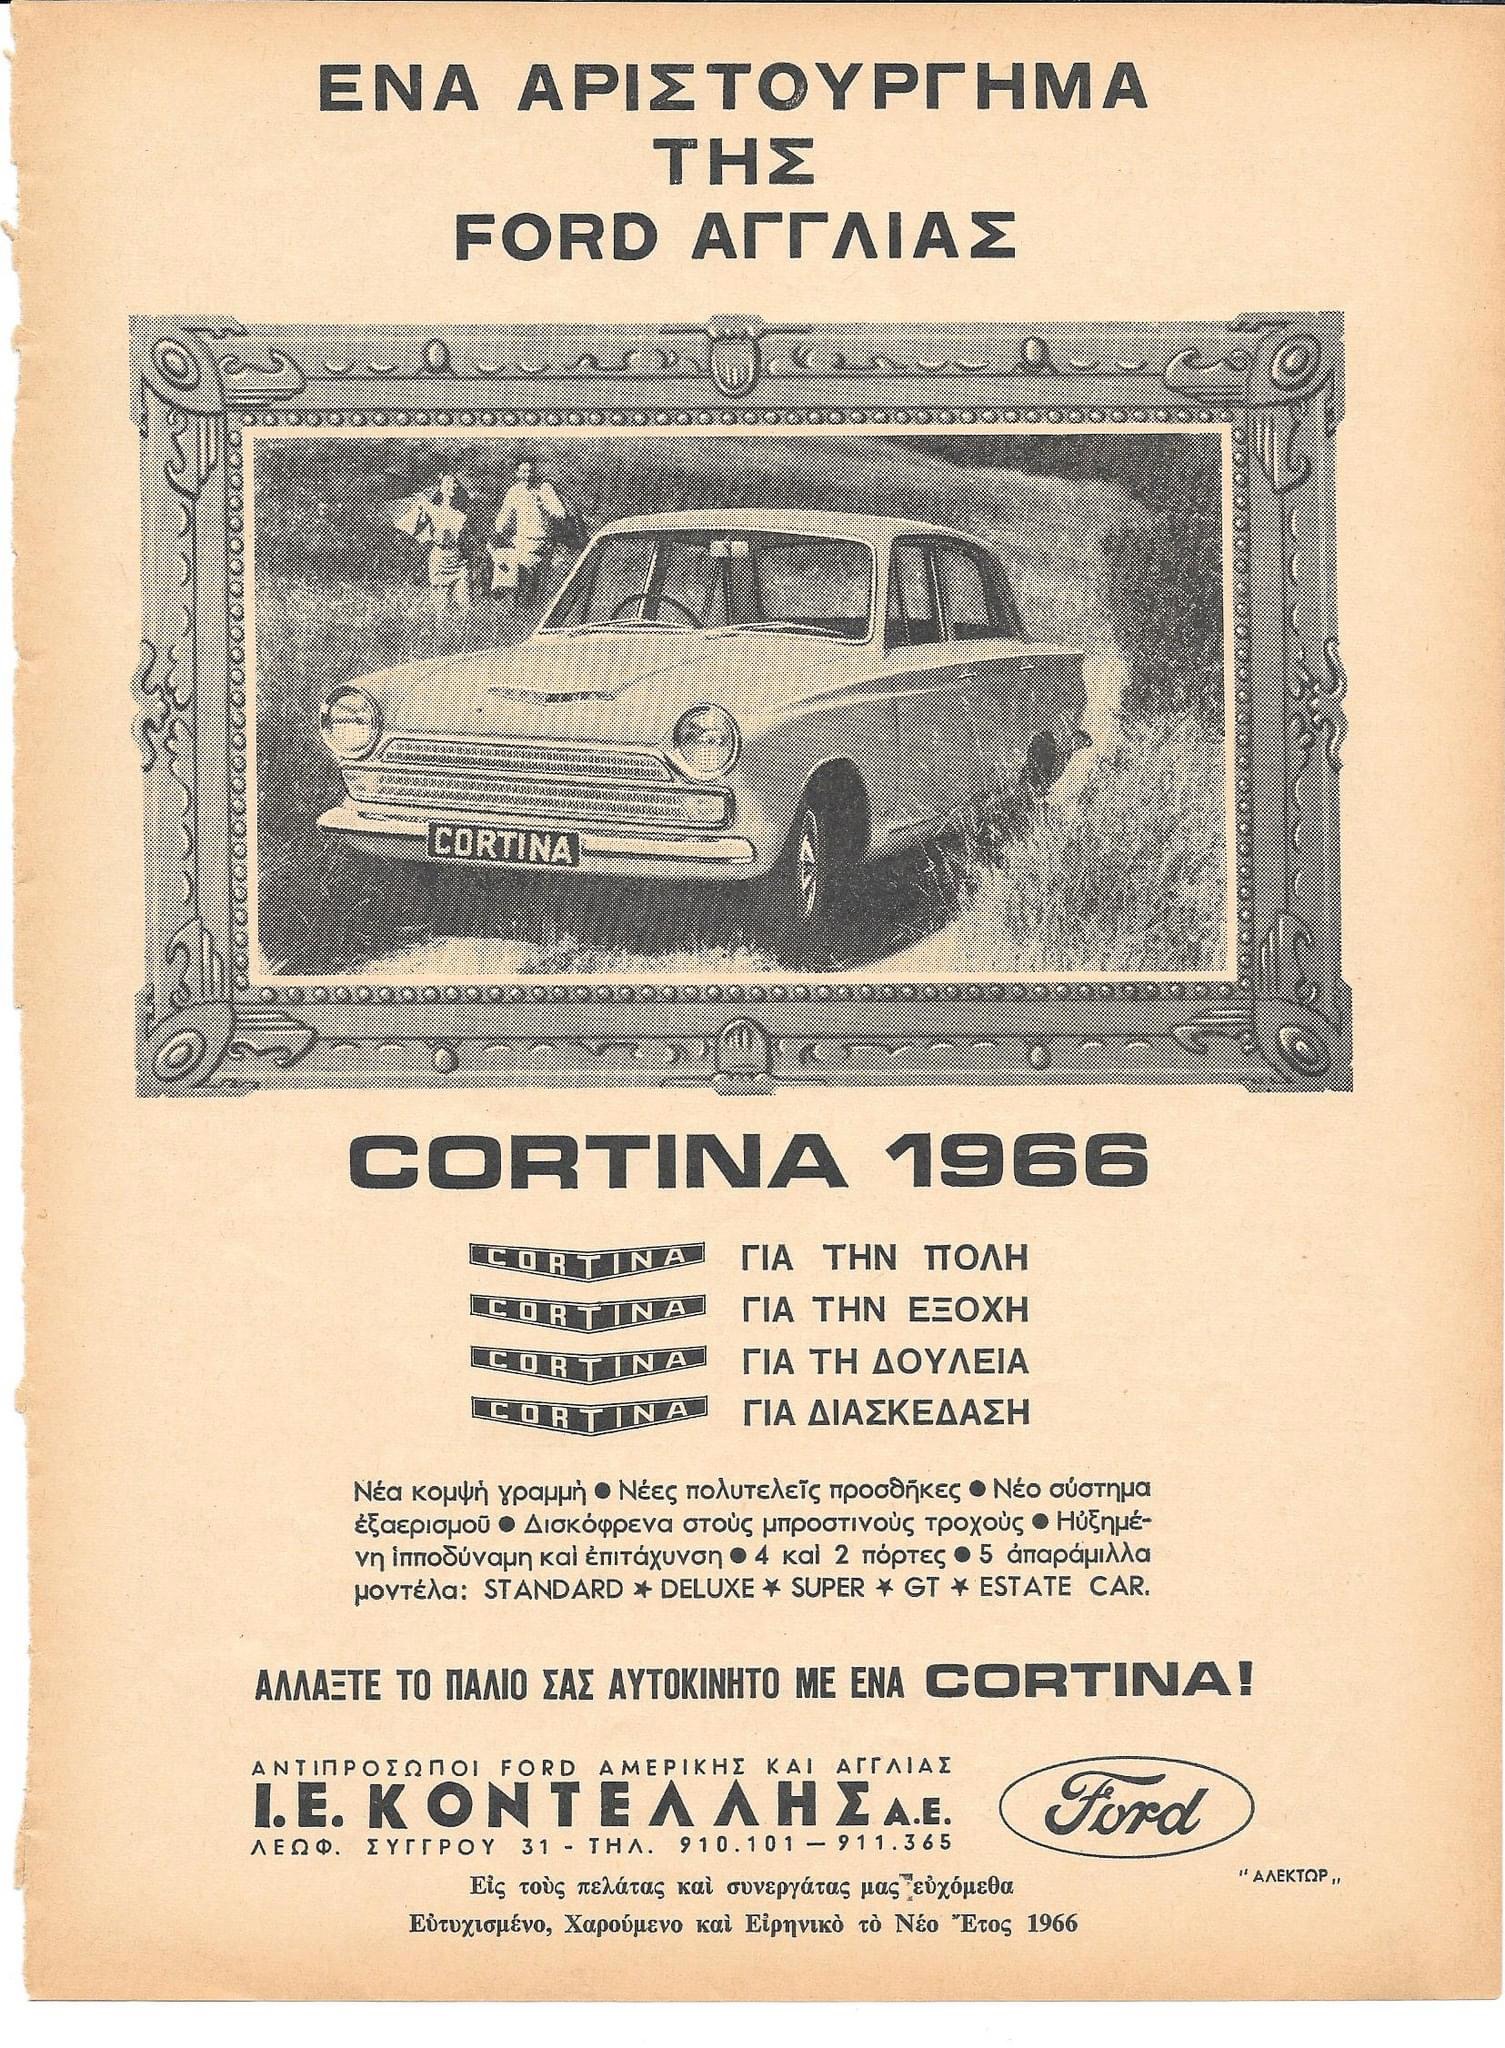 ΕΝΑ ΑΡΙΣΤΟΥΡΓΗΜΑ
ΤΗΣ
FORD ΑΓΓΛΙΑΣ
CORTINA
CORTINA 1966
CORTINA ΓΙΑ ΤΗΝ ΠΟΛΗ
CORTINA ΓΙΑ ΤΗΝ ΕΞΟΧΗ
CORTINA ΓΙΑ ΤΗ ΔΟΥΛΕΙΑ
CORTINA ΓΙΑ ΔΙΑΣΚΕΔΑΣΗ
Νέα κομψή γραμμή ● Νέες πολυτελεῖς προσθῆκες ● Νέο σύστημα
ἐξαερισμοῦ ● Δισκόφρενα στοὺς μπροστινοὺς τροχοὺς ● Ηὐξημέ-
νη ἱπποδύναμη καὶ ἐπιτάχυνση ● 4 καὶ 2 πόρτες ● 5 ἀπαράμιλλα
μοντέλα: STANDARD ★ DELUXE ★ SUPER ★ GT ★ ESTATE CAR.
ΑΛΛΑΞΤΕ ΤΟ ΠΑΛΙΟ ΣΑΣ ΑΥΤΟΚΙΝΗΤΟ ΜΕ ΕΝΑ CORTINA!
ΑΝΤΙΠΡΟΣΩΠΟΙ FORD ΑΜΕΡΙΚΗΣ ΚΑΙ ΑΓΓΛΙΑΣ
Ι.Ε. ΚΟΝΤΕΛΛΗΣ Α.Ε.
ΛΕΩΦ. ΣΥΓΓΡΟΥ 31 - ΤΗΛ. 910.101 — 911.365
Ford
"ΑΛΕΚΤΩΡ„
Εἰς τοὺς πελάτας καὶ συνεργάτας μας εὐχόμεθα
Εὐτυχισμένο, Χαρούμενο καὶ Εἰρηνικὸ τὸ Νέο Ἔτος 1966